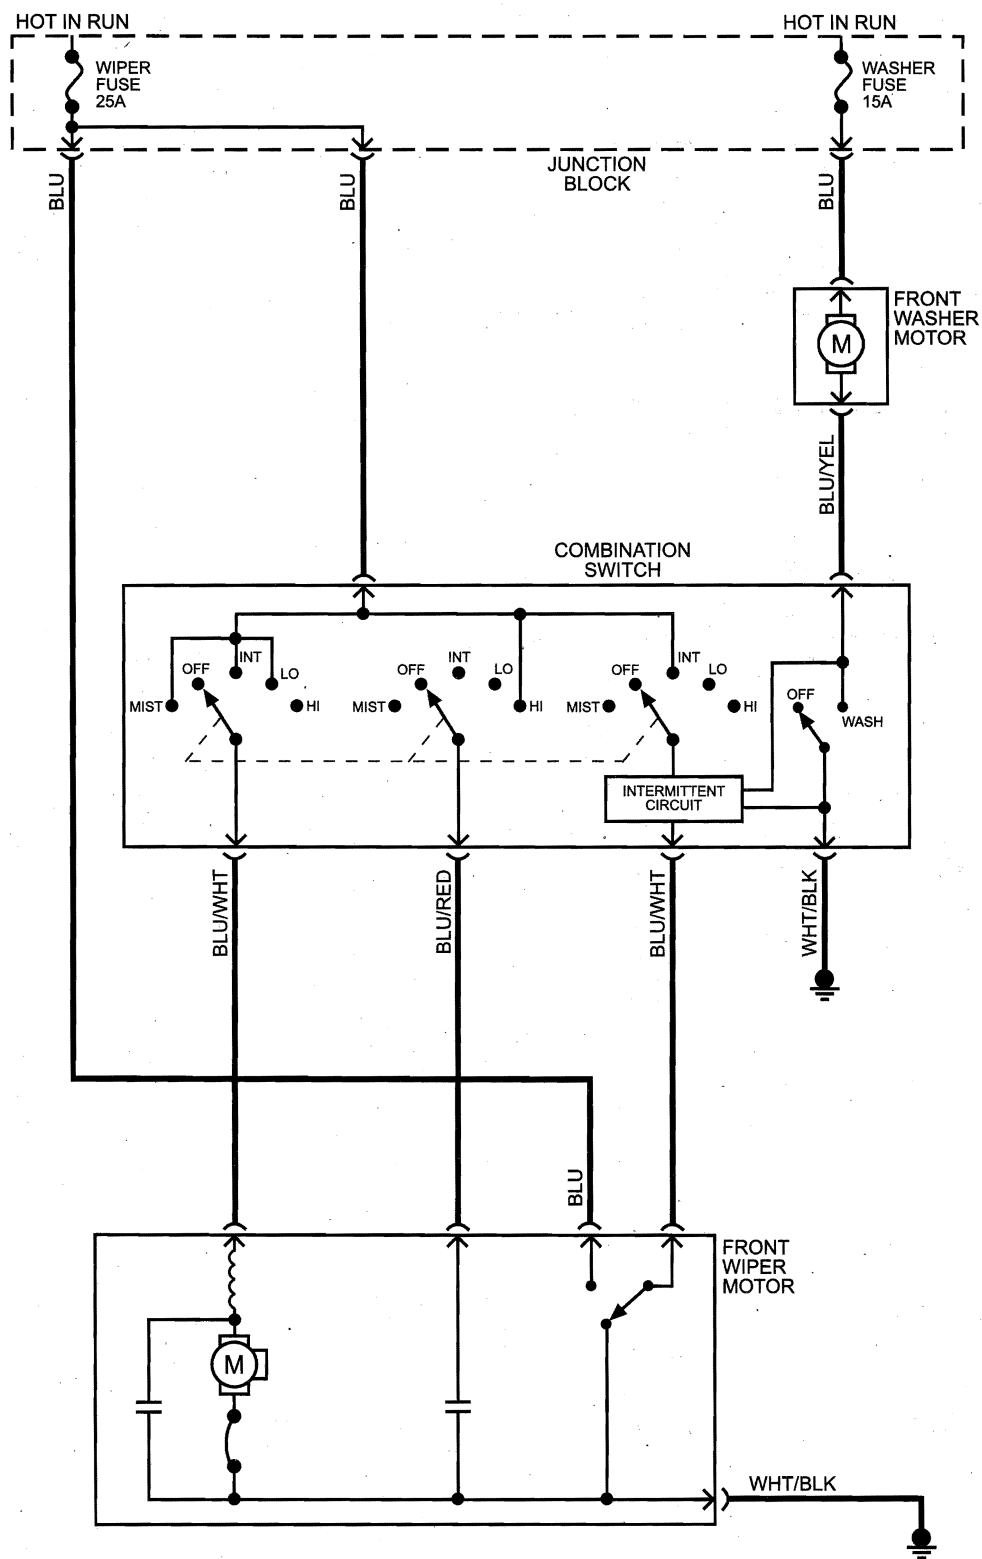 HOT IN RUN
HOT IN RUN
WIPER
FUSE
25A
WASHER
FUSE
15A
JUNCTION
BLOCK
BLU
BLU
BLU
FRONT
WASHER
MOTOR
M
BLU/YEL
COMBINATION
SWITCH
MIST
OFF
INT
LO
HI
MIST
OFF
INT
LO
HI
MIST
OFF
INT
LO
HI
OFF
WASH
INTERMITTENT
CIRCUIT
BLU/WHT
BLU/RED
BLU/WHT
WHT/BLK
BLU
FRONT
WIPER
MOTOR
M
WHT/BLK